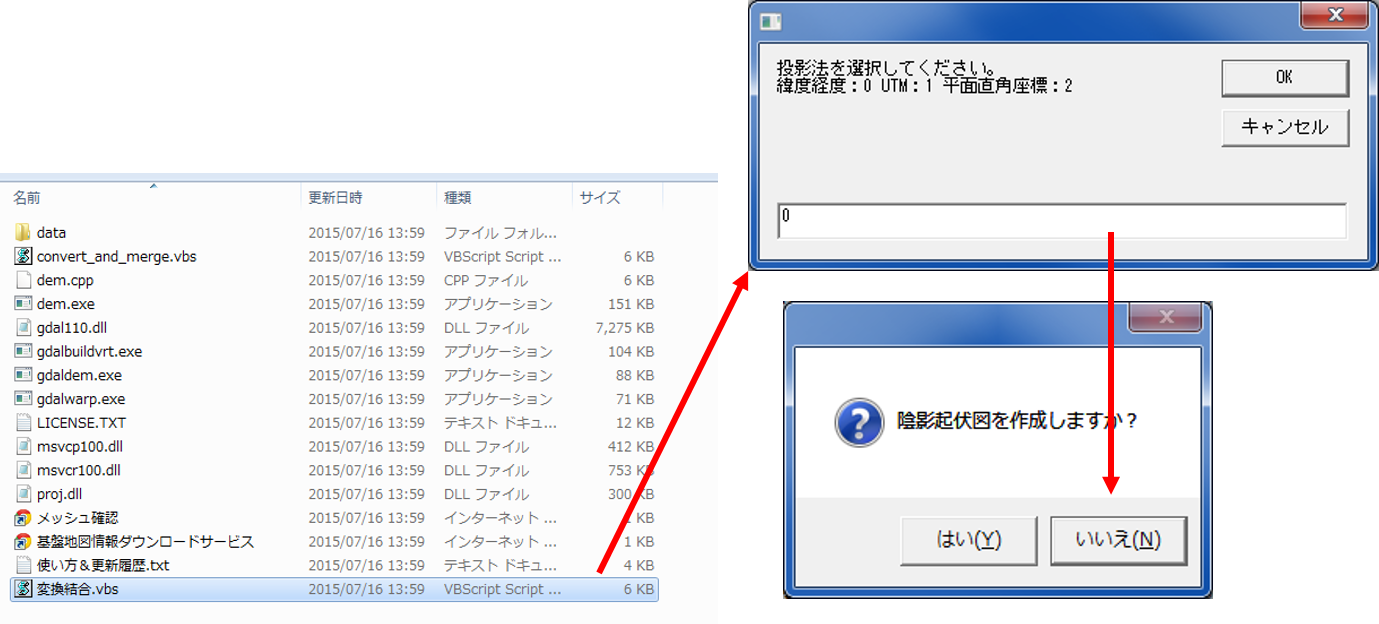 名前 更新日時 種類 サイズ
data 2015/07/16 13:59 ファイル フォル...
convert_and_merge.vbs 2015/07/16 13:59 VBScript Script ... 6 KB
dem.cpp 2015/07/16 13:59 CPP ファイル 6 KB
dem.exe 2015/07/16 13:59 アプリケーション 151 KB
gdal110.dll 2015/07/16 13:59 DLL ファイル 7,275 KB
gdalbuildvrt.exe 2015/07/16 13:59 アプリケーション 104 KB
gdaldem.exe 2015/07/16 13:59 アプリケーション 88 KB
gdalwarp.exe 2015/07/16 13:59 アプリケーション 71 KB
LICENSE.TXT 2015/07/16 13:59 テキスト ドキュ... 12 KB
msvcp100.dll 2015/07/16 13:59 DLL ファイル 412 KB
msvcr100.dll 2015/07/16 13:59 DLL ファイル 753 KB
proj.dll 2015/07/16 13:59 DLL ファイル 300 KB
メッシュ確認 2015/07/16 13:59 インターネット ... KB
基盤地図情報ダウンロードサービス 2015/07/16 13:59 インターネット ... 1 KB
使い方＆更新履歴.txt 2015/07/16 13:59 テキスト ドキュ... 4 KB
変換結合.vbs 2015/07/16 13:59 VBScript Script ... 6 KB
投影法を選択してください。
緯度経度：0 UTM：1 平面直角座標：2
OK
キャンセル
0
陰影起伏図を作成しますか？
はい(Y) いいえ(N)